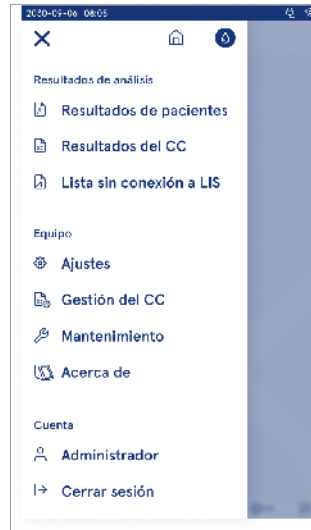 2030-09-06 08:05
Resultados de análisis
Resultados de pacientes
Resultados del CC
Lista sin conexión a LIS
Equipo
Ajustes
Gestión del CC
Mantenimiento
Acerca de
Cuenta
Administrador
Cerrar sesión